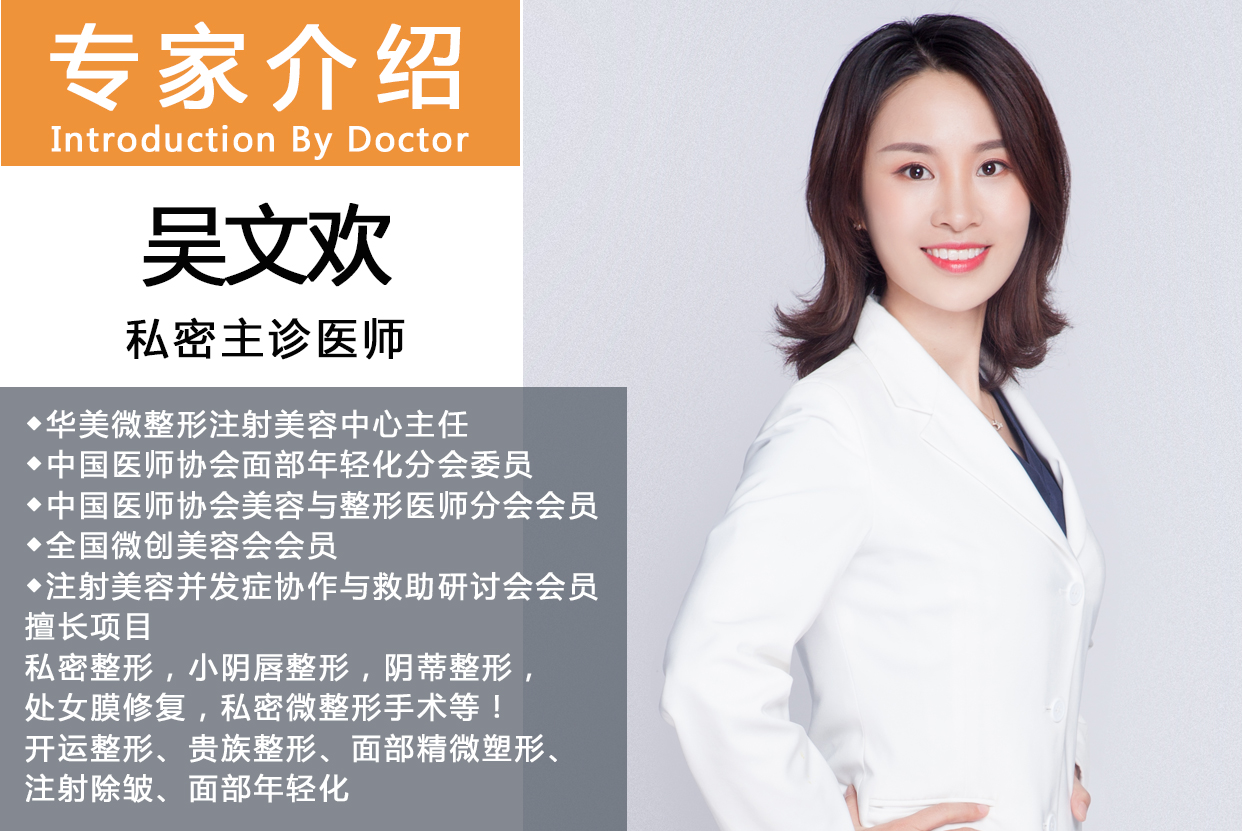 专家介绍
Introduction By Doctor
吴文欢
私密主诊医师
◆华美微整形注射美容中心主任
◆中国医师协会面部年轻化分会委员
◆中国医师协会美容与整形医师分会会员
◆全国微创美容会会员
◆注射美容并发症协作与救助研讨会会员
擅长项目
私密整形，小阴唇整形，阴蒂整形，
处女膜修复，私密微整形手术等！
开运整形、贵族整形、面部精微塑形、
注射除皱、面部年轻化